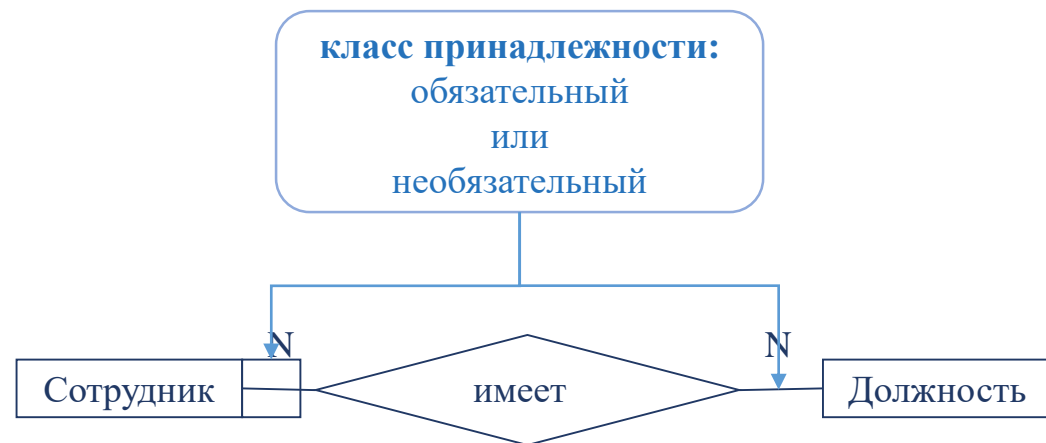 класс принадлежности:
обязательный
или
необязательный
N N
Сотрудник имеет Должность